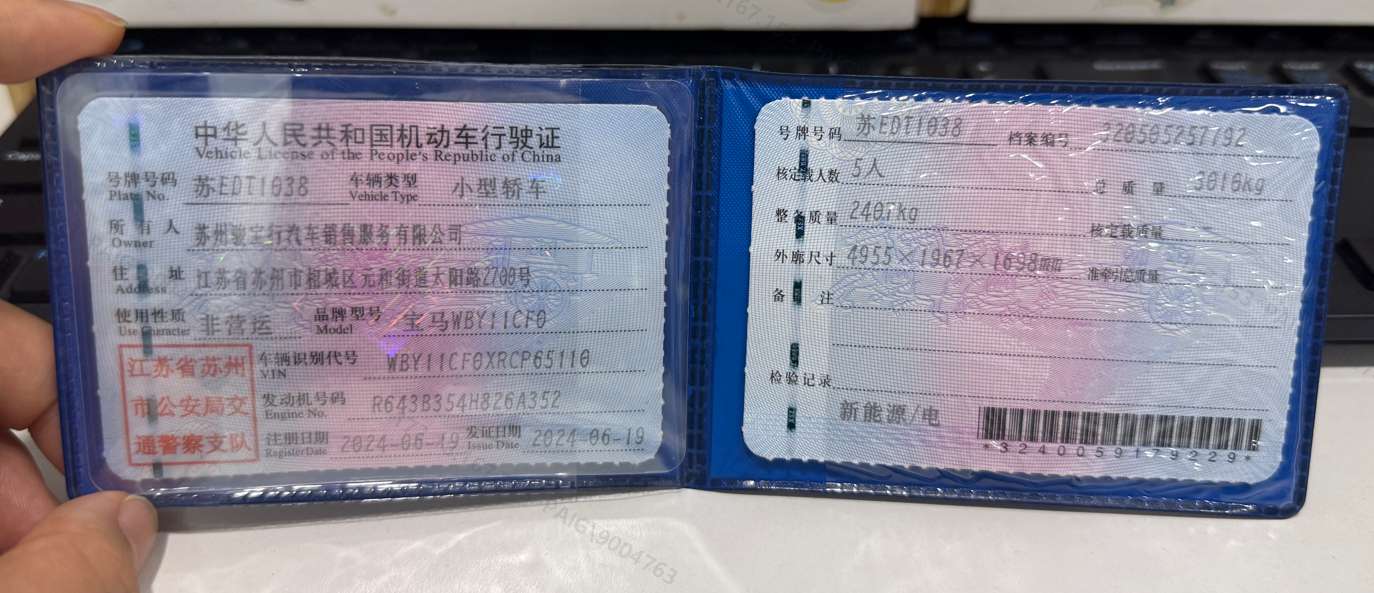 中华人民共和国机动车行驶证
Vehicle License of the People's Republic of China
号牌号码 苏EDT1038 车辆类型 小型轿车
Plate No. Vehicle Type
所有人 苏州骏宝行汽车销售服务有限公司
Owner
住址 江苏省苏州市相城区元和街道太阳路2700号
Address
使用性质 非营运 品牌型号 宝马WBY11CF0
Use Character Model
江苏省苏州
市公安局交
通警察支队
车辆识别代号 WBY11CF0XRCP65110
VIN
发动机号码 R643B354H826A352
Engine No.
注册日期 2024-06-19 发证日期 2024-06-19
Register Date Issue Date
号牌号码 苏EDT1038 档案编号 320505257192
核定载人数 5人 总质量 3016kg
整备质量 2407kg 核定载质量
外廓尺寸 4955×1967×1698mm 准牵引总质量
备注
检验记录
新能源/电
*3240059179229*
PAIG19004763